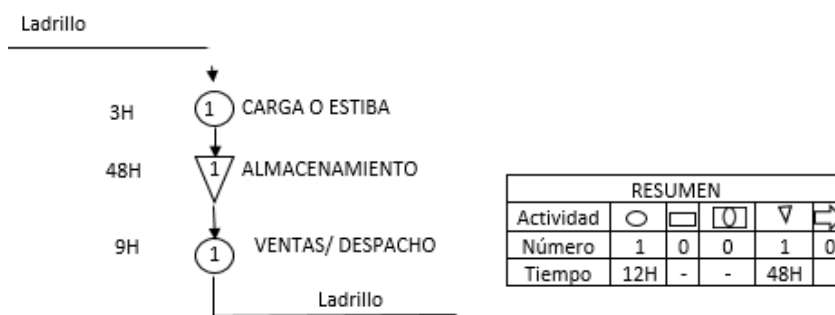 Ladrillo
3H 1 CARGA O ESTIBA
48H 1 ALMACENAMIENTO
9H 1 VENTAS/ DESPACHO
Ladrillo
RESUMEN
Actividad
Número 1 0 0 1 0
Tiempo 12H - - 48H